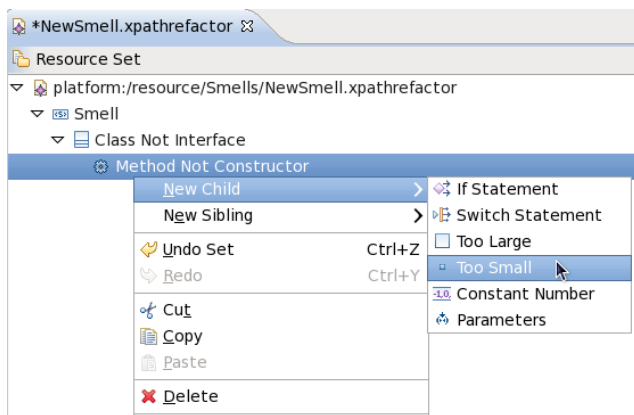 *NewSmell.xpathrefactor
Resource Set
platform:/resource/Smells/NewSmell.xpathrefactor
Smell
Class Not Interface
Method Not Constructor
New Child
New Sibling
Undo Set Ctrl+Z
Redo Ctrl+Y
Cut
Copy
Paste
Delete
If Statement
Switch Statement
Too Large
Too Small
-1,0, Constant Number
Parameters